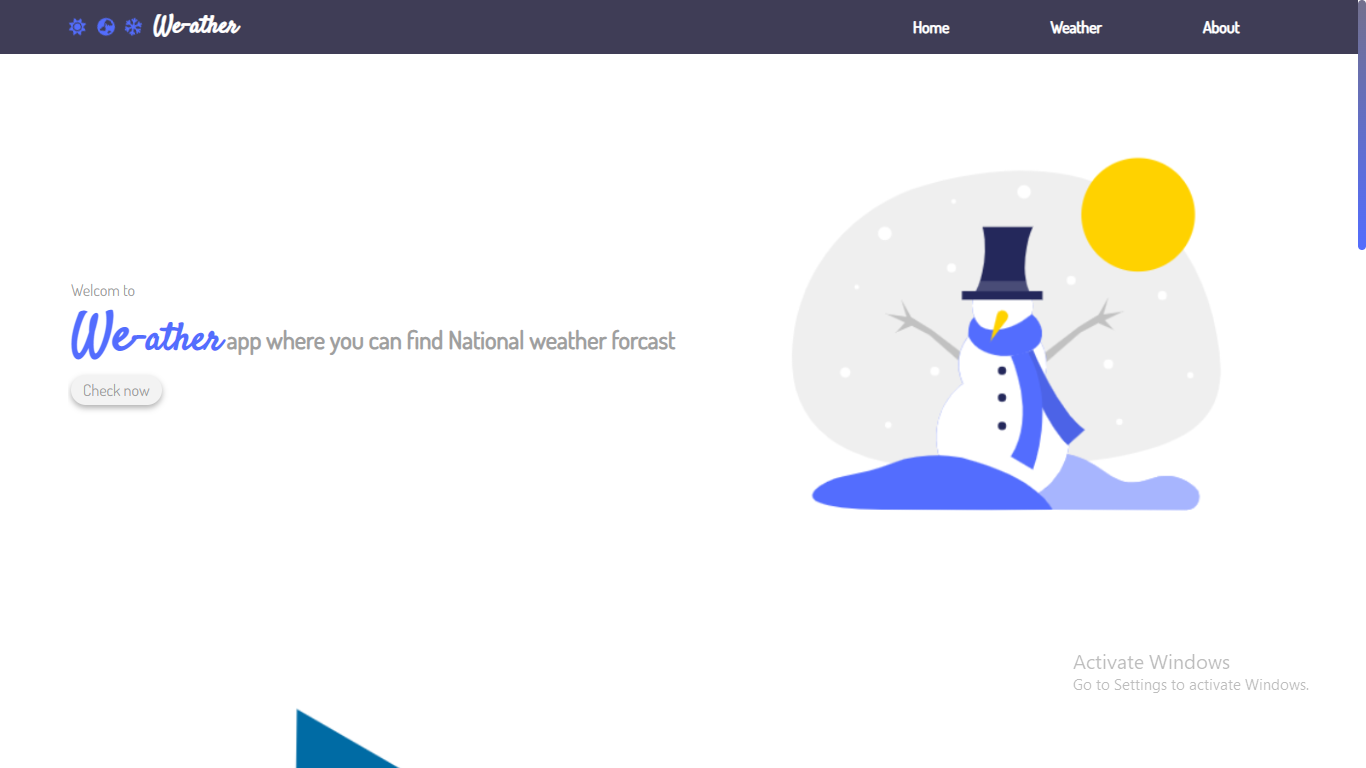 We-ather
Home
Weather
About
Welcom to
We-ather app where you can find National weather forcast
Check now
Activate Windows
Go to Settings to activate Windows.